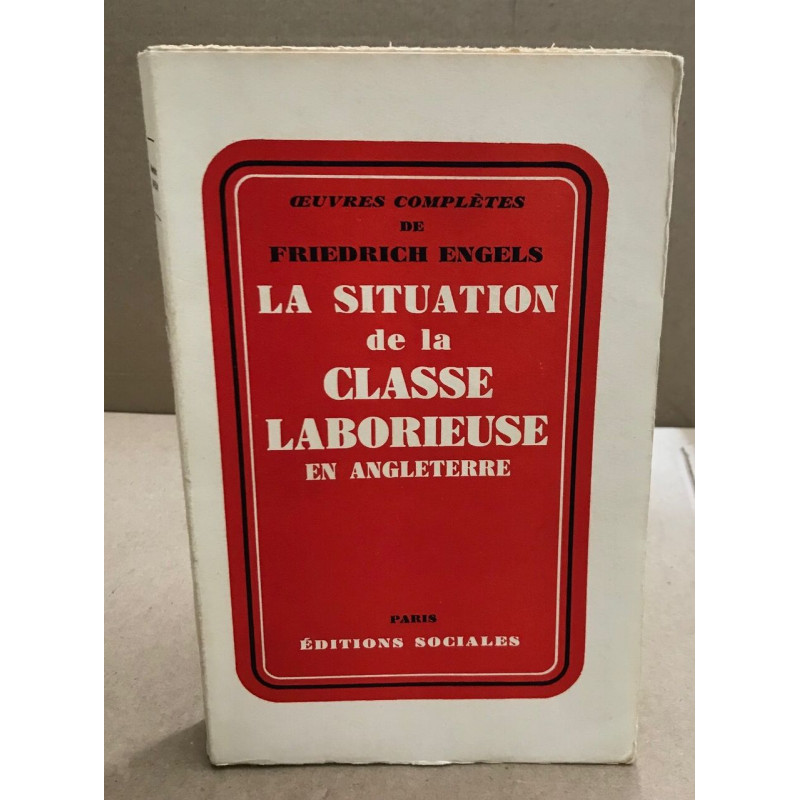 ŒUVRES COMPLÈTES
DE
FRIEDRICH ENGELS
LA SITUATION
de la
CLASSE
LABORIEUSE
EN ANGLETERRE
PARIS
ÉDITIONS SOCIALES